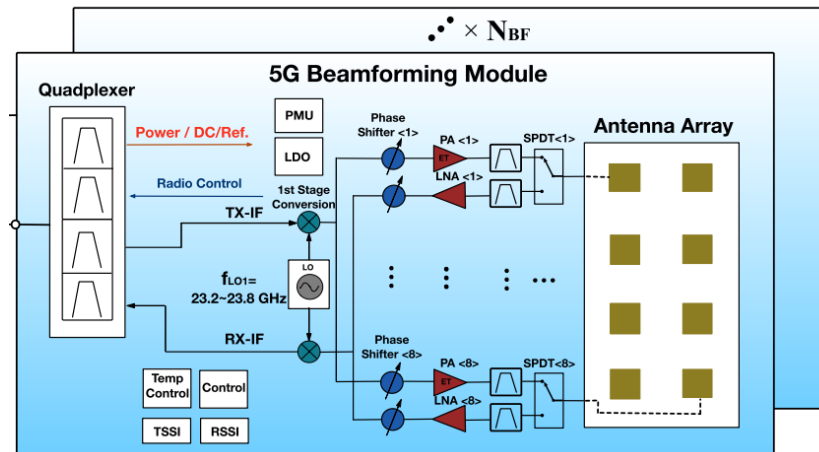 × N_BF
5G Beamforming Module
Quadplexer
Power / DC/Ref.
Radio Control
TX-IF
RX-IF
PMU
LDO
1st Stage
Conversion
LO
f_LO1=
23.2~23.8 GHz
Temp
Control
Control
TSSI
RSSI
Phase
Shifter <1>
PA <1>
ET
LNA <1>
SPDT<1>
Phase
Shifter <8>
PA <8>
ET
LNA <8>
SPDT<8>
Antenna Array